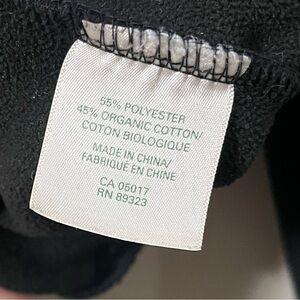 55% POLYESTER
45% ORGANIC COTTON/
COTON BIOLOGIQUE
MADE IN CHINA/
FABRIQUÉ EN CHINE
CA 05017
RN 89323